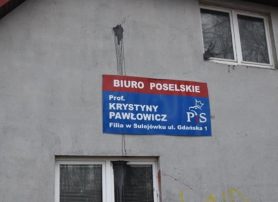 BIURO POSELSKIE
Prof.
KRYSTYNY
PAWŁOWICZ
PiS
Filia w Sulejówku ul. Gdańska 1